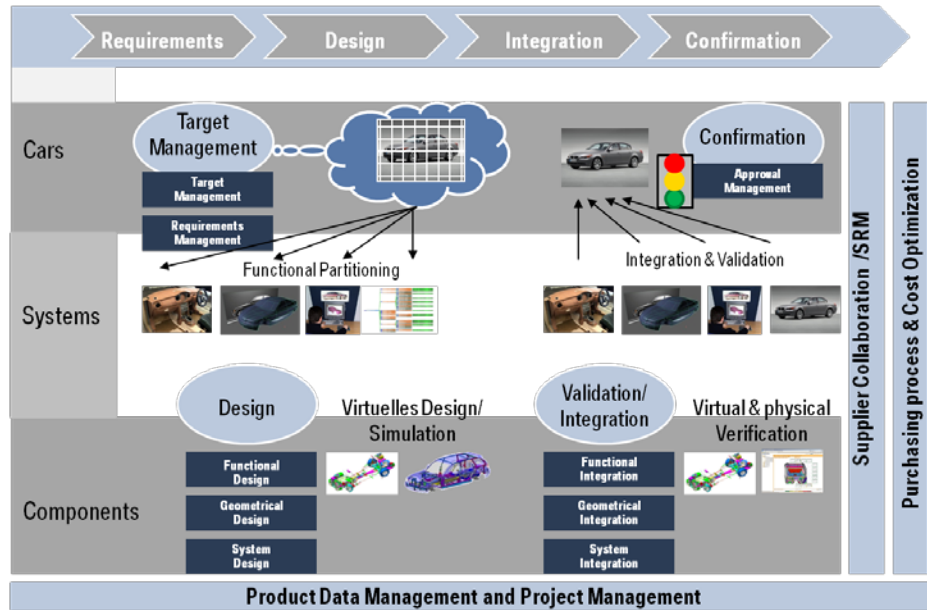 Requirements
Design
Integration
Confirmation
Cars
Target
Management
Target
Management
Requirements
Management
Confirmation
Approval
Management
Functional Partitioning
Integration & Validation
Systems
Design
Virtuelles Design/
Simulation
Validation/
Integration
Virtual & physical
Verification
Components
Functional
Design
Geometrical
Design
System
Design
Functional
Integration
Geometrical
Integration
System
Integration
Supplier Collaboration /SRM
Purchasing process & Cost Optimization
Product Data Management and Project Management